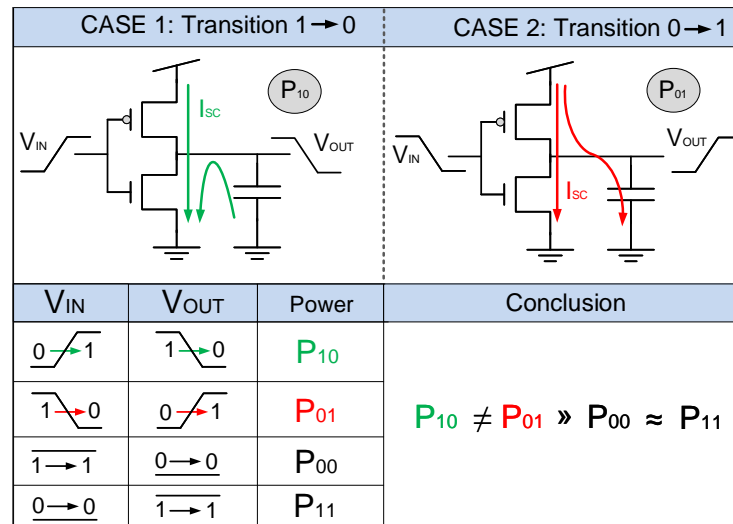 CASE 1: Transition 1→0
CASE 2: Transition 0→1
P10
ISC
VIN
VOUT
P01
VIN
VOUT
ISC
VIN VOUT Power Conclusion
0→1 1→0 P10
1→0 0→1 P01
P10 ≠ P01 » P00 ≈ P11
1→1 0→0 P00
0→0 1→1 P11